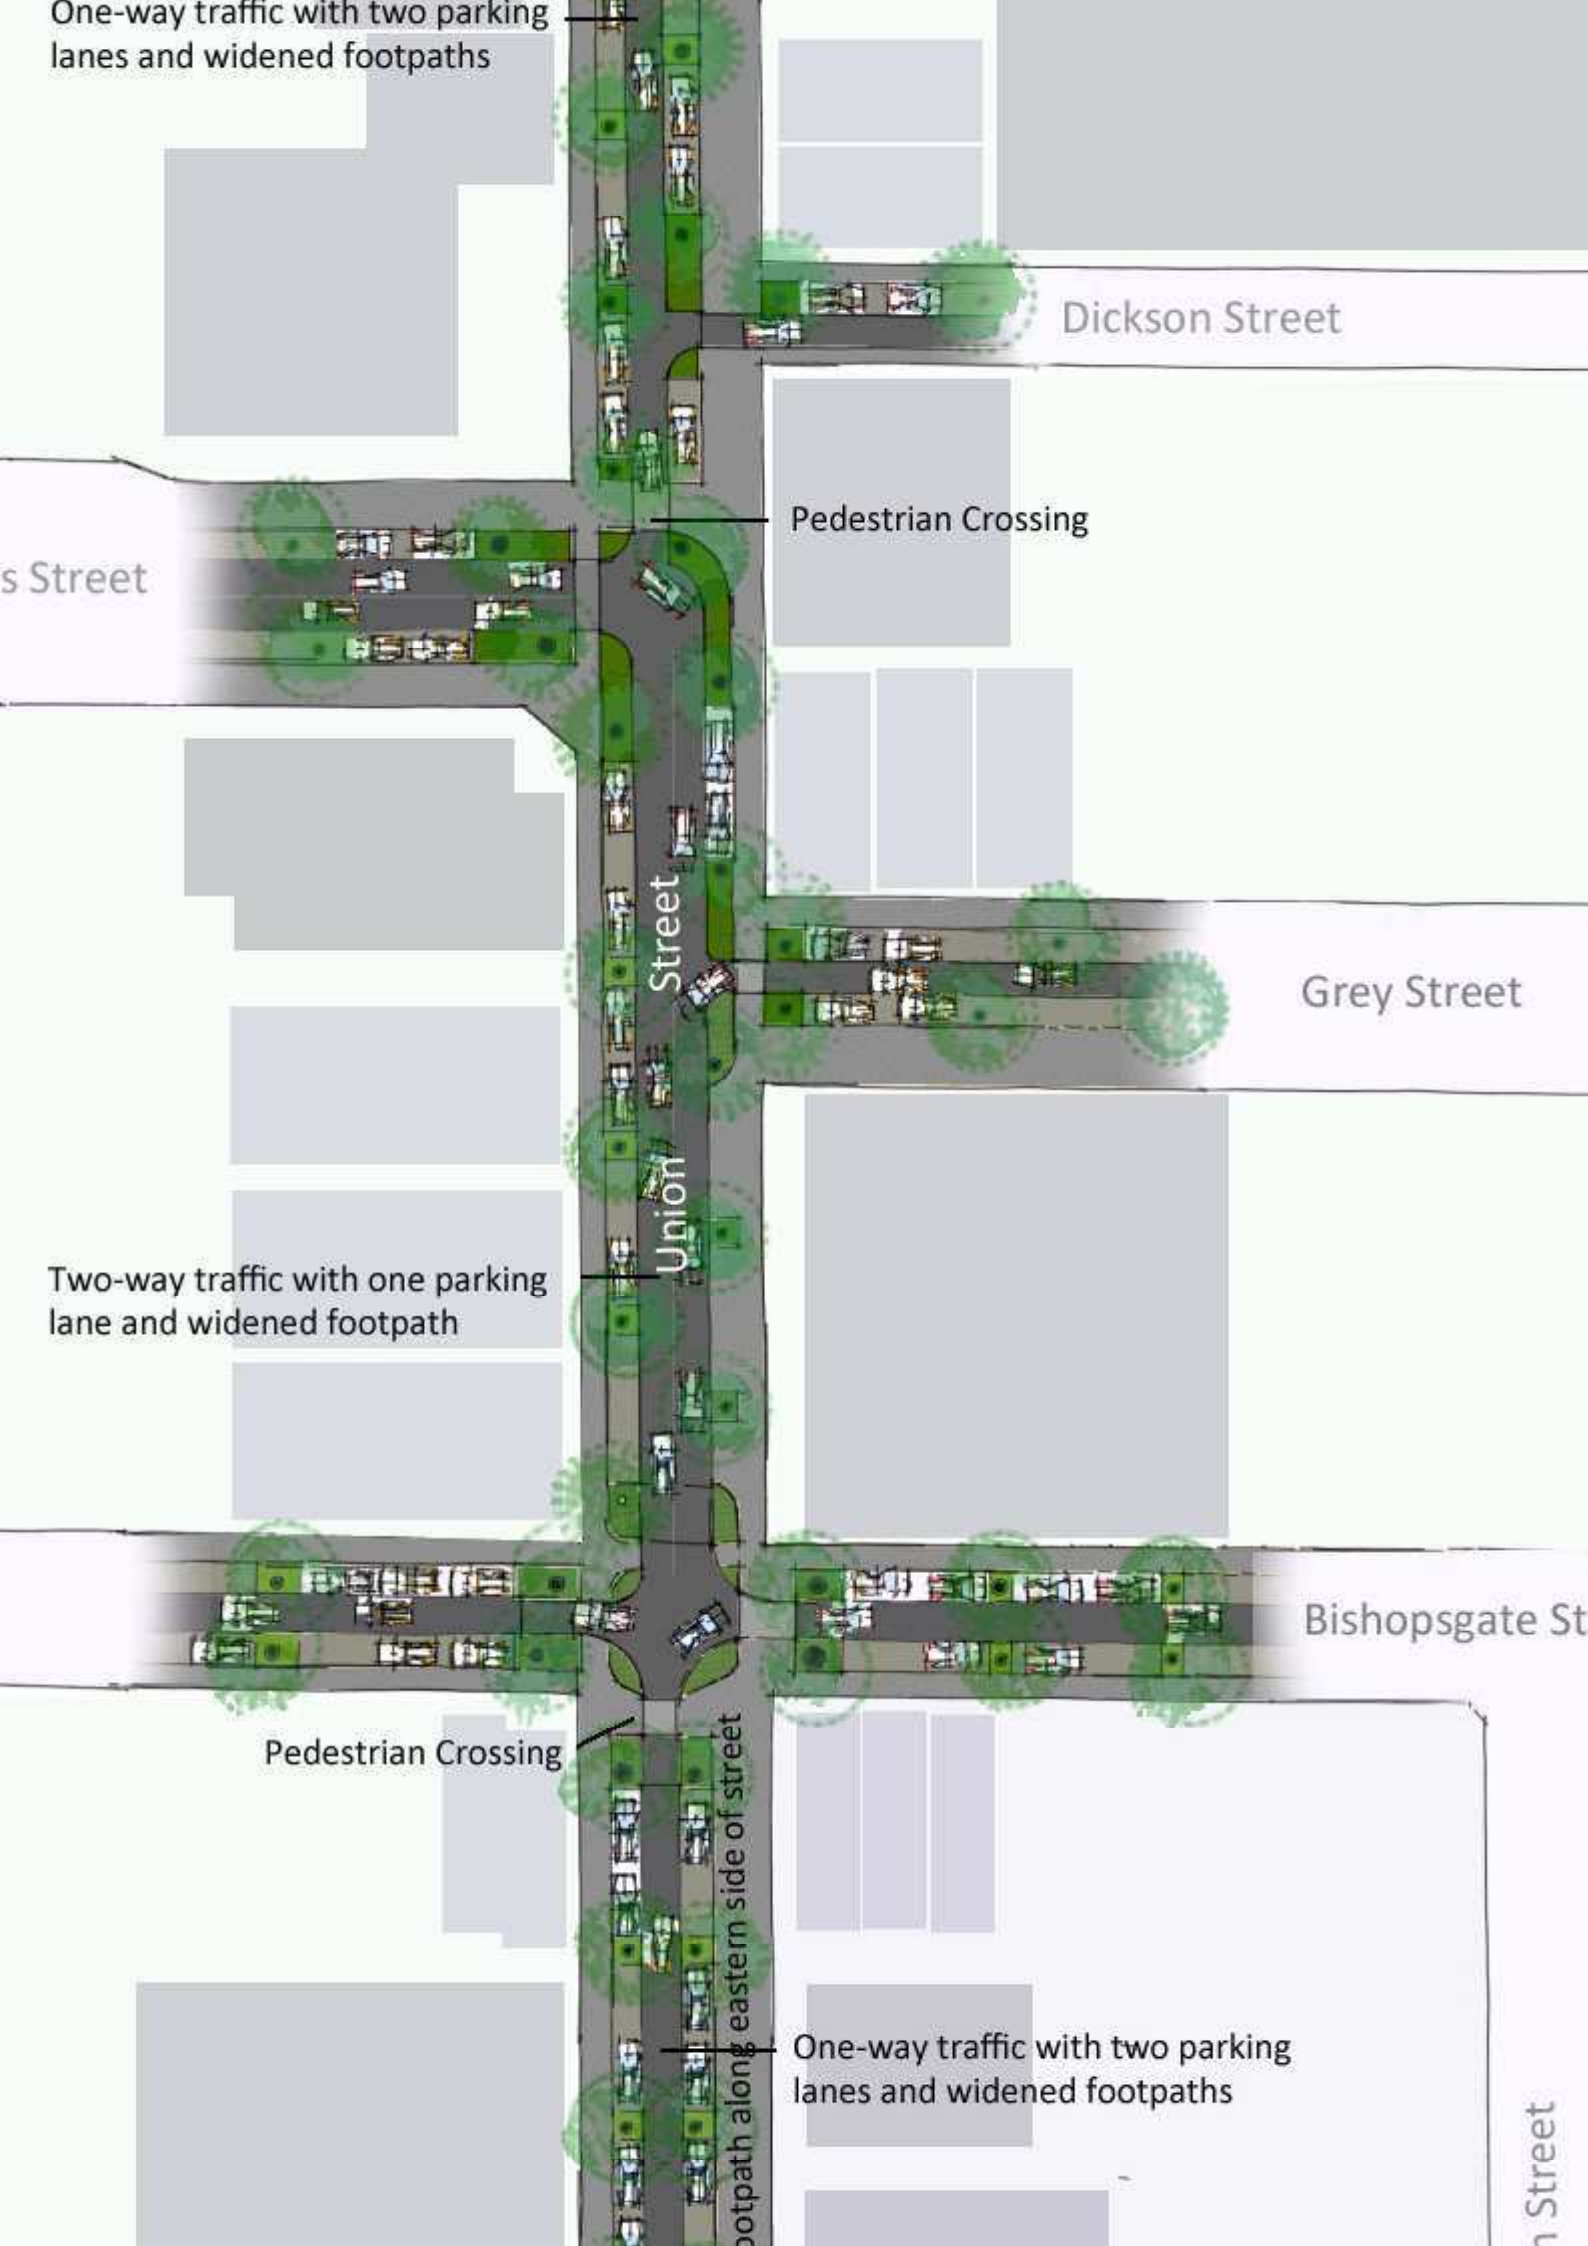 One-way traffic with two parking
lanes and widened footpaths
Dickson Street
Pedestrian Crossing
s Street
Street
Grey Street
Union
Two-way traffic with one parking
lane and widened footpath
Bishopsgate St
Pedestrian Crossing
ootpath along eastern side of street
One-way traffic with two parking
lanes and widened footpaths
n Street